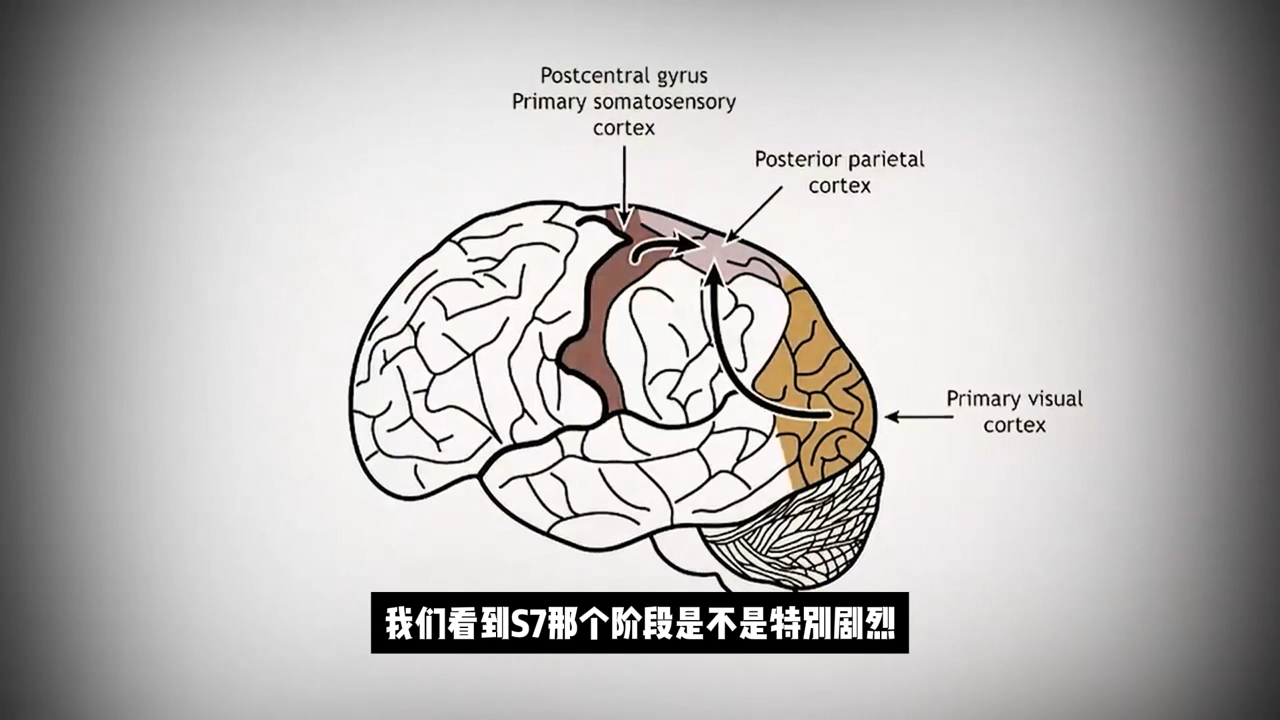 Postcentral gyrus
Primary somatosensory
cortex
Posterior parietal
cortex
Primary visual
cortex
我们看到S7那个阶段是不是特别剧烈